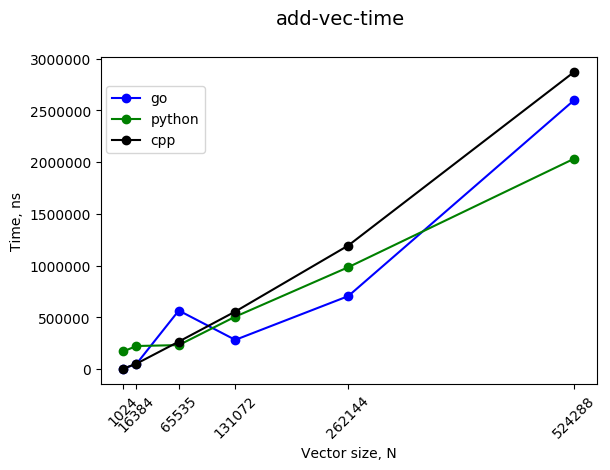 add-vec-time
3000000
2500000
2000000
1500000
1000000
500000
0
Time, ns
go
python
cpp
1024
16384
65535
131072
262144
524288
Vector size, N